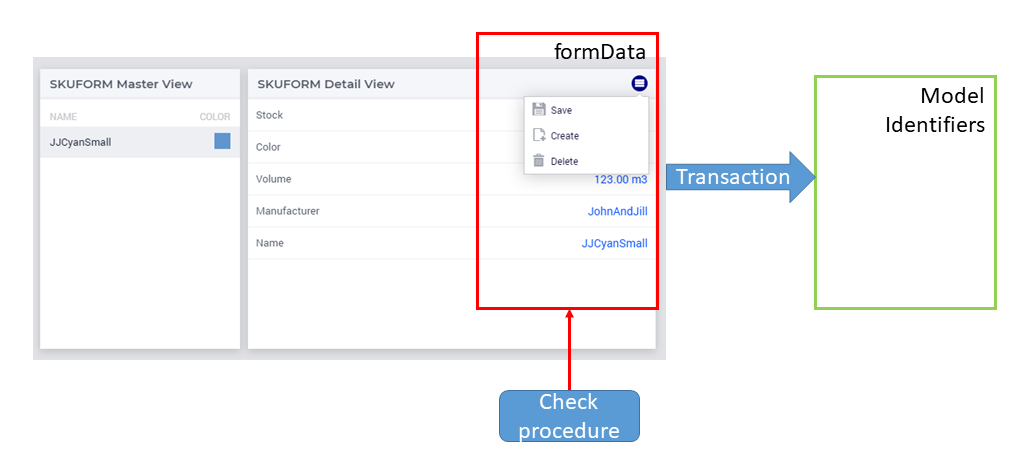 formData
SKUFORM Master View
NAME COLOR
JJCyanSmall
SKUFORM Detail View
Stock
Color
Volume 123.00 m3
Manufacturer JohnAndJill
Name JJCyanSmall
Save
Create
Delete
Transaction
Model
Identifiers
Check
procedure